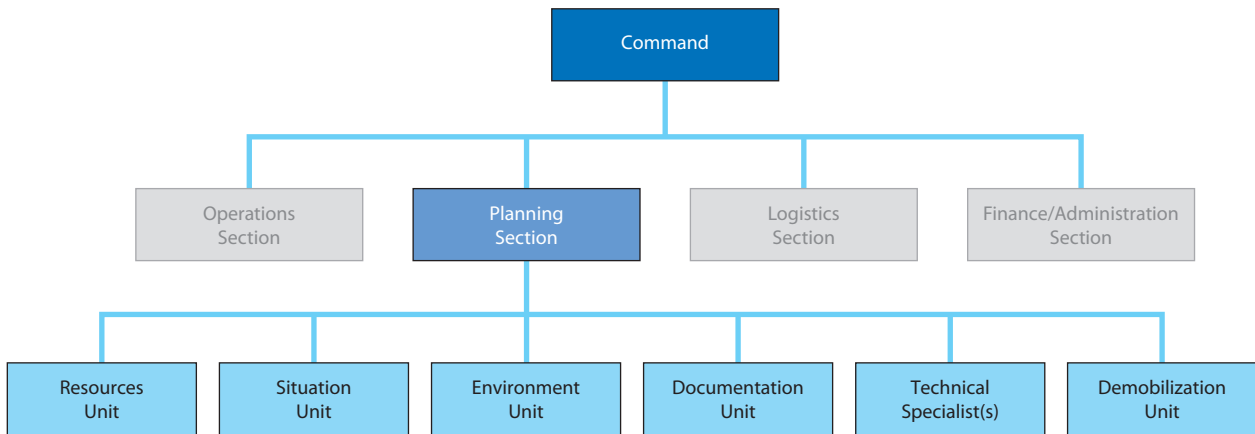 Command
Operations
Section
Planning
Section
Logistics
Section
Finance/Administration
Section
Resources
Unit
Situation
Unit
Environment
Unit
Documentation
Unit
Technical
Specialist(s)
Demobilization
Unit